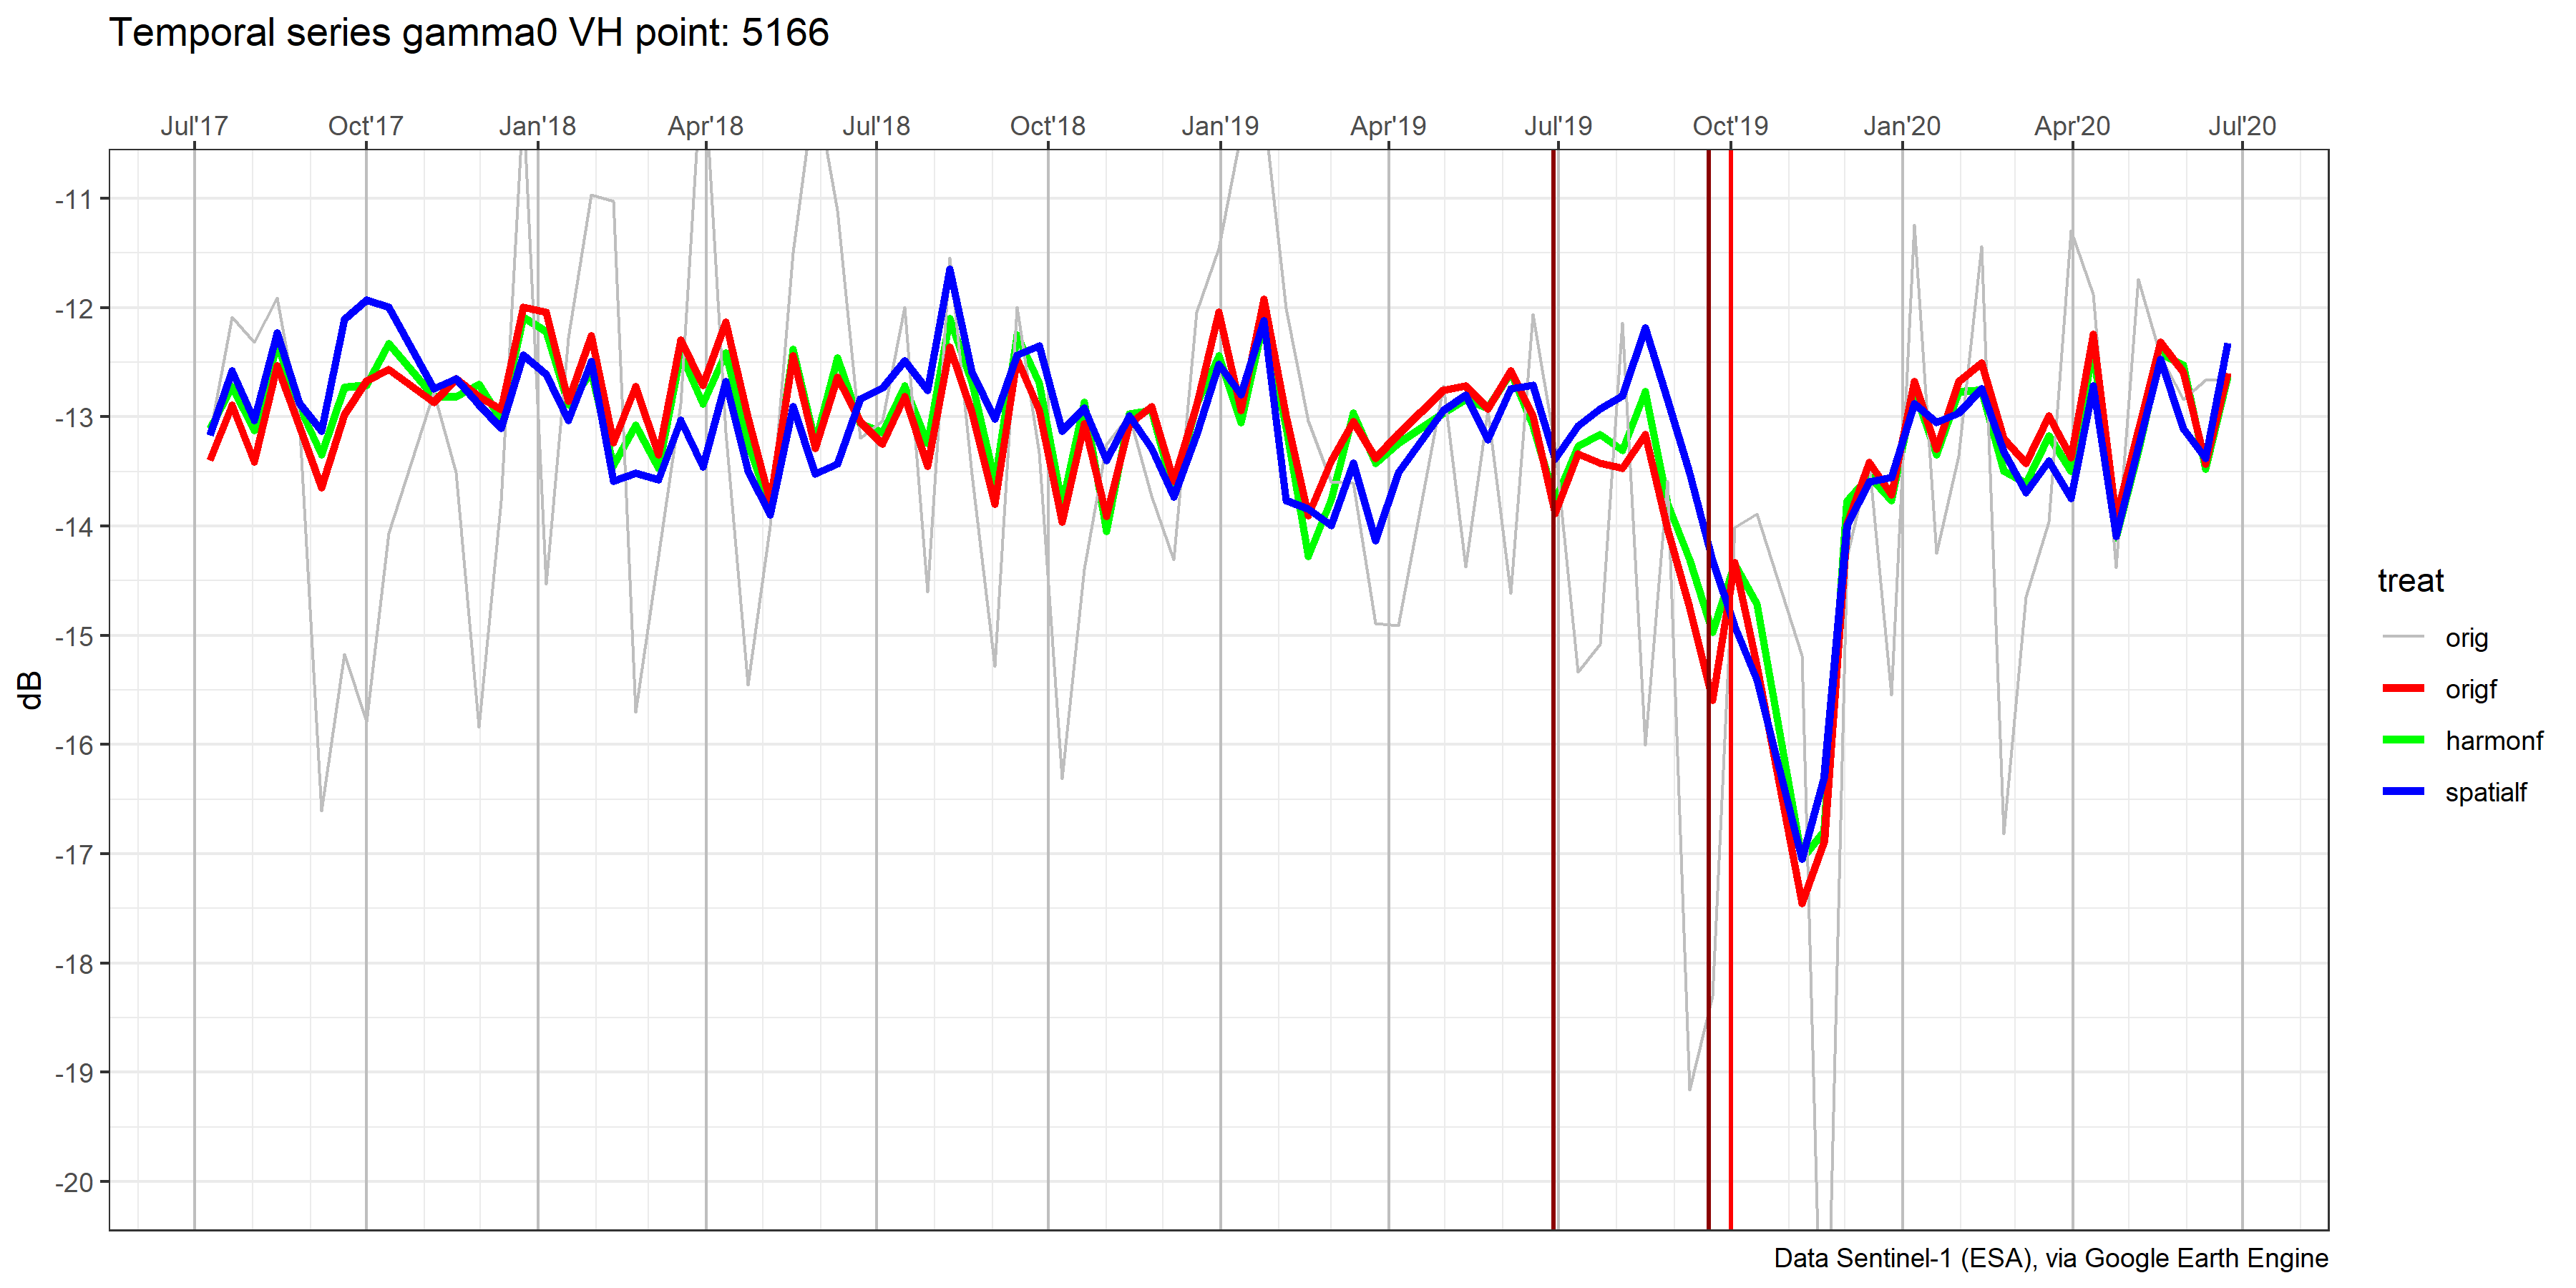 Temporal series gamma0 VH point: 5166
Jul'17 Oct'17 Jan'18 Apr'18 Jul'18 Oct'18 Jan'19 Apr'19 Jul'19 Oct'19 Jan'20 Apr'20 Jul'20
-11
-12
-13
-14
-15
-16
-17
-18
-19
-20
dB
treat
orig
origf
harmonf
spatialf
Data Sentinel-1 (ESA), via Google Earth Engine